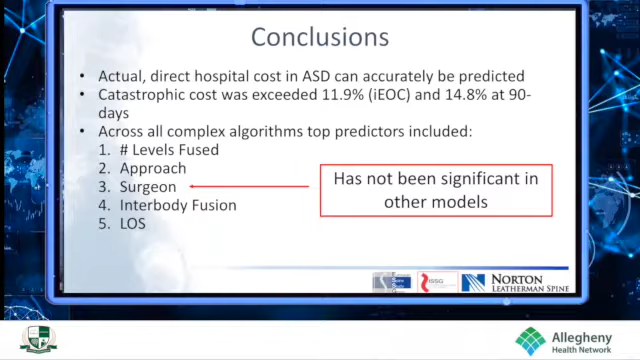 Conclusions
• Actual, direct hospital cost in ASD can accurately be predicted
• Catastrophic cost was exceeded 11.9% (iEOC) and 14.8% at 90-
days
• Across all complex algorithms top predictors included:
1. # Levels Fused
2. Approach
3. Surgeon
4. Interbody Fusion
5. LOS
Has not been significant in
other models
ISSG
NORTON
LEATHERMAN SPINE
Allegheny
Health Network